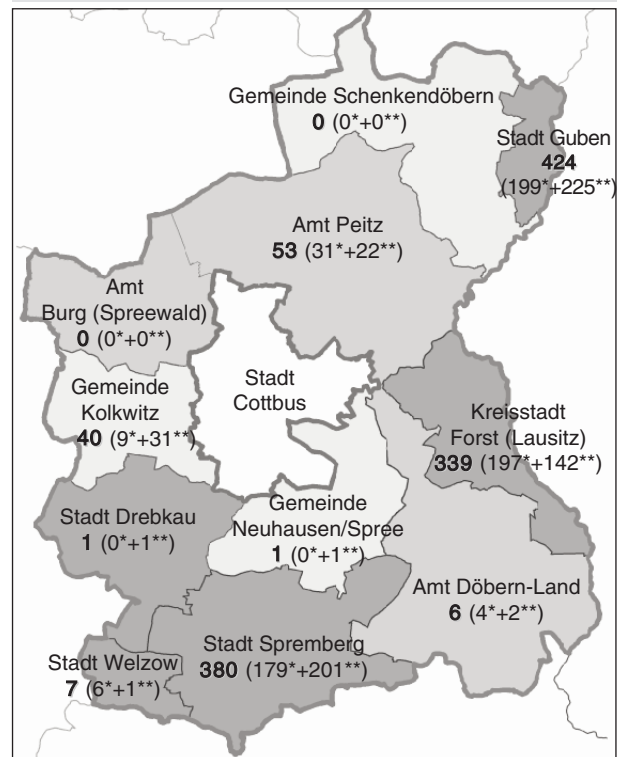 Gemeinde Schenkendöbern
0 (0*+0**)
Stadt Guben
424
(199*+225**)
Amt Peitz
53 (31*+22**)
Amt
Burg (Spreewald)
0 (0*+0**)
Gemeinde
Kolkwitz
40 (9*+31**)
Stadt
Cottbus
Kreisstadt
Forst (Lausitz)
339 (197*+142**)
Gemeinde
Neuhausen/Spree
1 (0*+1**)
Stadt Drebkau
1 (0*+1**)
Amt Döbern-Land
6 (4*+2**)
Stadt Spremberg
380 (179*+201**)
Stadt Welzow
7 (6*+1**)